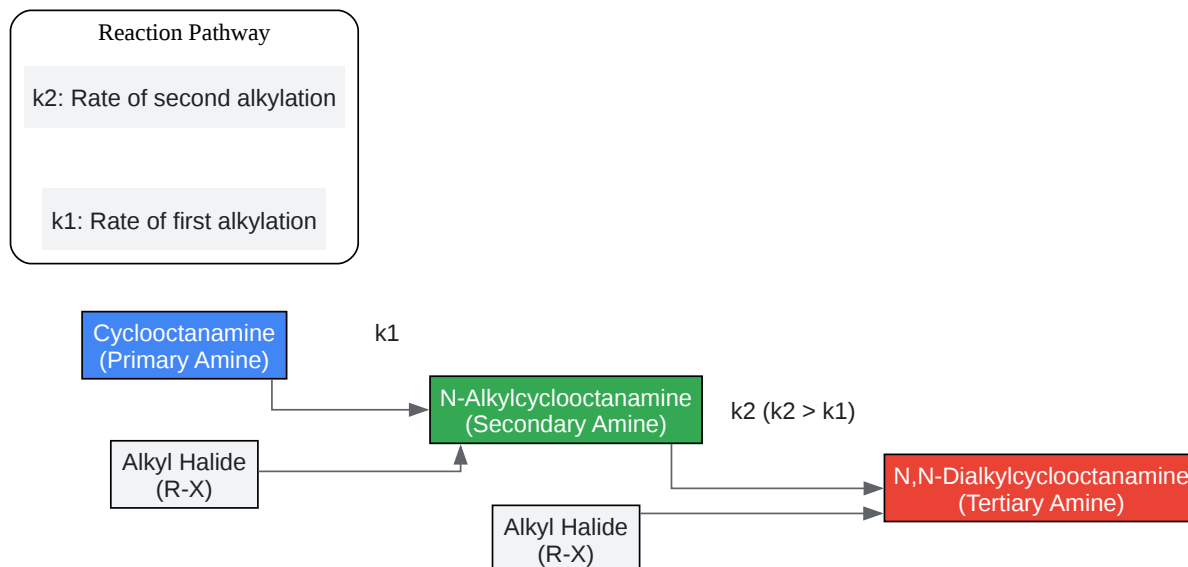 Reaction Pathway
k2: Rate of second alkylation
k1: Rate of first alkylation
Cyclooctanamine
(Primary Amine)
k1
N-Alkylcyclooctanamine
(Secondary Amine)
k2 (k2 > k1)
Alkyl Halide
(R-X)
N,N-Dialkylcyclooctanamine
(Tertiary Amine)
Alkyl Halide
(R-X)